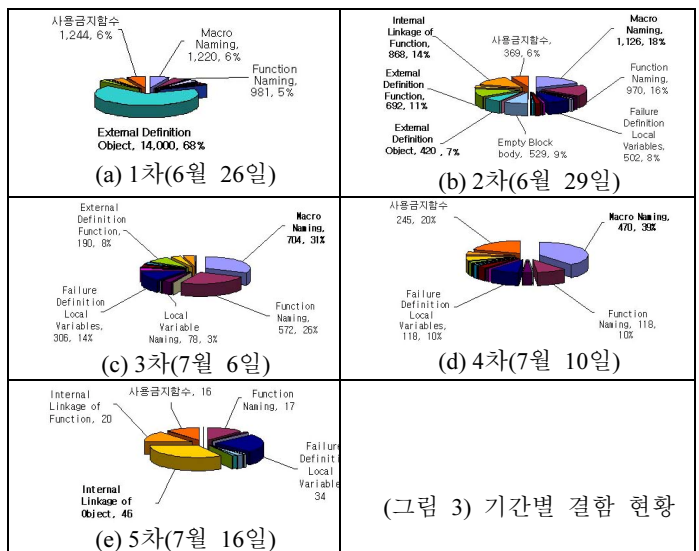 사용금지함수
1,244, 6%
Macro
Naming,
1,220, 6%
Function
Naming,
981, 5%
External Definition
Object, 14,000, 68%
(a) 1차(6월 26일)
Internal
Linkage of
Function,
868, 14%
사용금지함수,
369, 6%
Macro
Naming,
1,126, 18%
External
Definition
Function,
692, 11%
Function
Naming,
970, 16%
External
Definition
Object, 420 , 7%
Empty Block
body, 529, 9%
Failure
Definition
Local
Variables,
502, 8%
(b) 2차(6월 29일)
External
Definition
Function,
190, 8%
Macro
Naming,
704, 31%
Failure
Definition
Local
Variables,
306, 14%
Local
Variable
Naming, 78, 3%
Function
Naming,
572, 26%
(c) 3차(7월 6일)
사용금지함수
245, 20%
Macro Naming,
470, 39%
Failure
Definition
Local
Variables,
118, 10%
Function
Naming, 118,
10%
(d) 4차(7월 10일)
Internal
Linkage of
Function, 20
사용금지함수, 16
Function
Naming, 17
Failure
Definiti
Local
Variable
34
Internal
Linkage of
Object, 46
(e) 5차(7월 16일)
(그림 3) 기간별 결함 현황